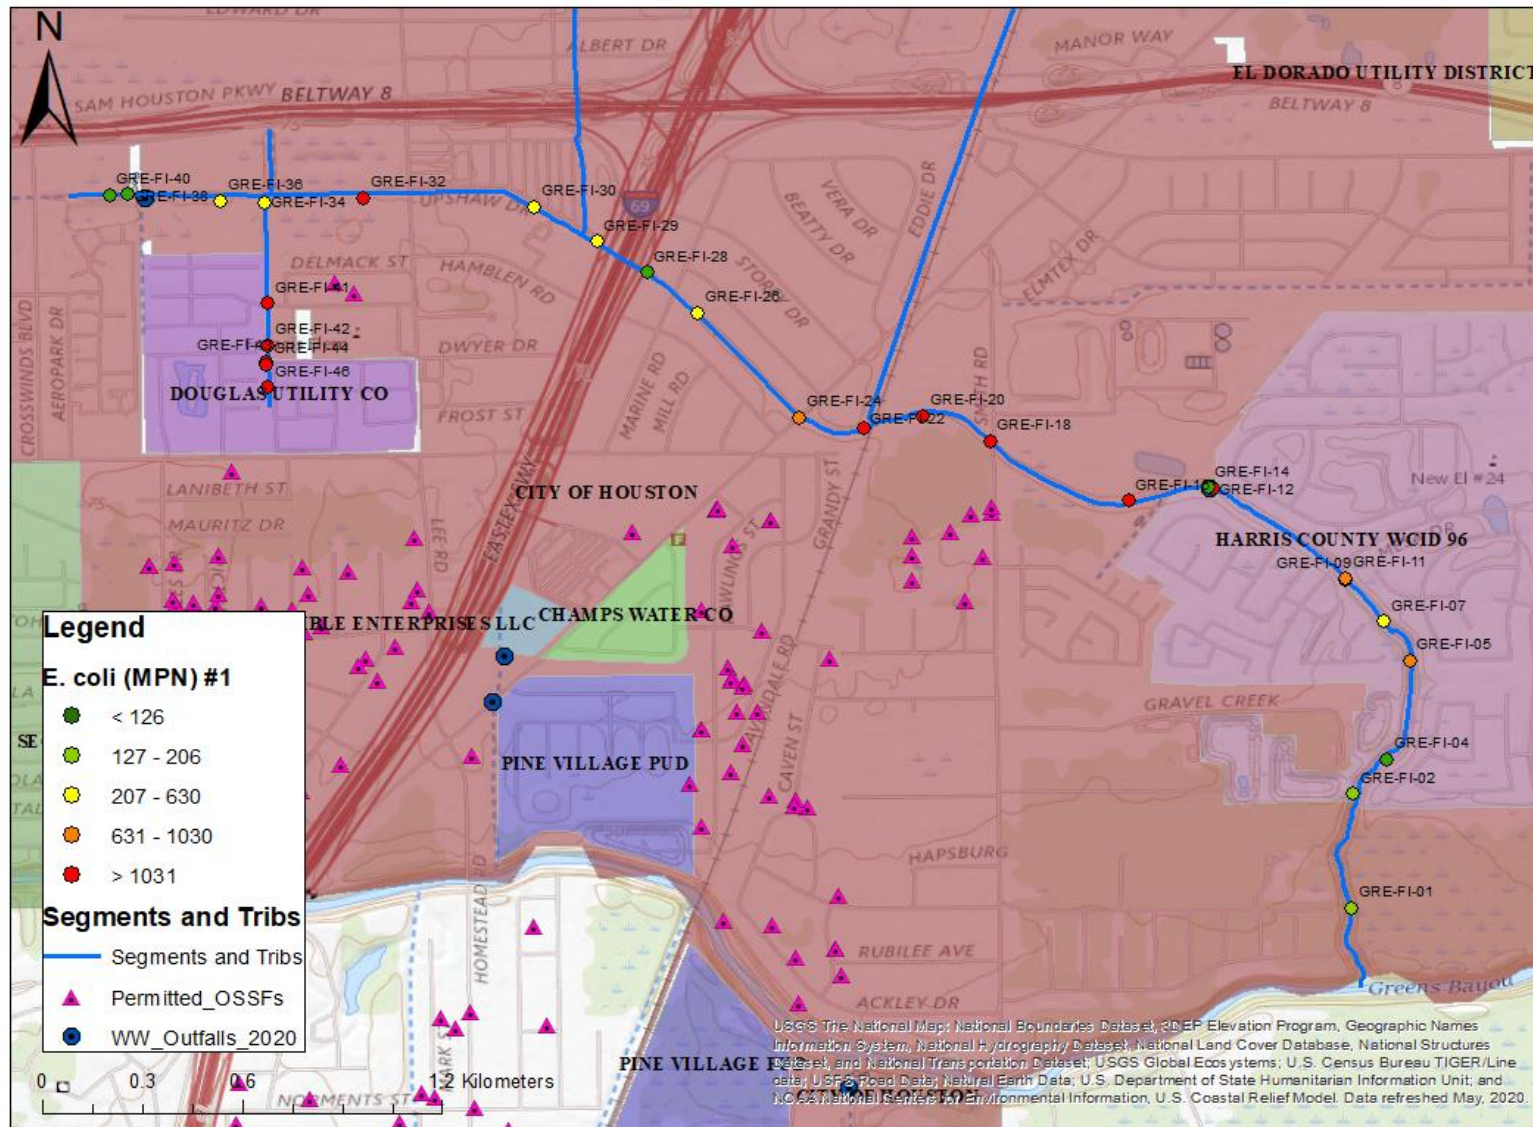 EDWARD DR
N
ALBERT DR
MANOR WAY
EL DORADO UTILITY DISTRICT
SAM HOUSTON PKWY
BELTWAY 8
BELTWAY 8
GRE-FI-40
GRE-FI-38
GRE-FI-36
GRE-FI-34
GRE-FI-32
UPSHAW DR
GRE-FI-30
69
GRE-FI-29
VERA DR
BEATTY DR
EDDIE DR
DELMACK ST
HAMBLEN RD
GRE-FI-28
STORY DR
ELMTEX DR
GRE-FI-41
GRE-FI-26
CROSSWINDS BLVD
AEROPARK DR
GRE-FI-42
GRE-FI-44
DWYER DR
GRE-FI-46
DOUGLAS UTILITY CO
MARINE RD
MILL RD
SMITH RD
FROST ST
GRE-FI-24
GRE-FI-22
GRE-FI-20
GRE-FI-18
GRE-FI-14
GRE-FI-12
New El #24
LANIBETH ST
CITY OF HOUSTON
GRANDY ST
MAURITZ DR
LEE RD
EASTEX FWY
HARRIS COUNTY WCID 96
GRE-FI-09
GRE-FI-11
GRE-FI-07
BLE ENTERPRISES LLC
CHAMPS WATER CO
GRE-FI-05
GRAVEL CREEK
CAVEN ST
PINE VILLAGE PUD
GRE-FI-04
GRE-FI-02
HAPSBURG
GRE-FI-01
HOMESTEAD RD
RUBILEE AVE
ACKLEY DR
Greens Bayou
Legend
E. coli (MPN) #1
< 126
127 - 206
207 - 630
631 - 1030
> 1031
Segments and Tribs
Segments and Tribs
Permitted_OSSFs
WW_Outfalls_2020
0 0.3 0.6 1.2 Kilometers
NORMENTS ST
USGS The National Map: National Boundaries Dataset, 3DEP Elevation Program, Geographic Names
Information System, National Hydrography Dataset, National Land Cover Database, National Structures
Dataset, and National Transportation Dataset; USGS Global Ecosystems; U.S. Census Bureau TIGER/Line
data; USFS Road Data; Natural Earth Data; U.S. Department of State Humanitarian Information Unit; and
NOAA National Centers for Environmental Information, U.S. Coastal Relief Model. Data refreshed May, 2020.